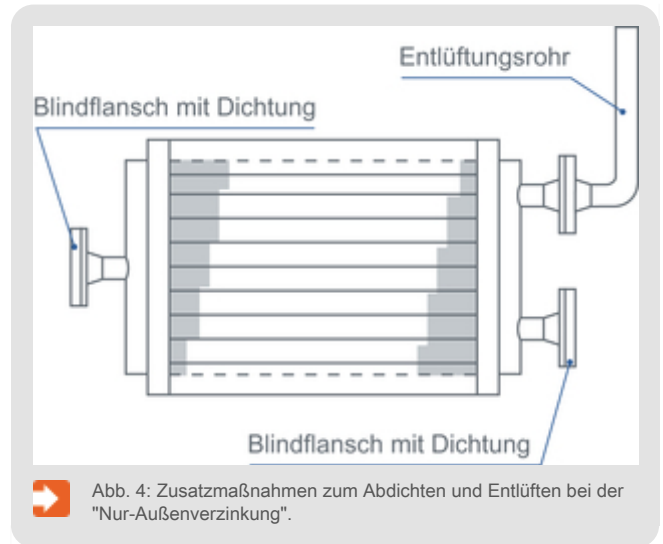 Entlüftungsrohr
Blindflansch mit Dichtung
Blindflansch mit Dichtung
Abb. 4: Zusatzmaßnahmen zum Abdichten und Entlüften bei der
"Nur-Außenverzinkung".